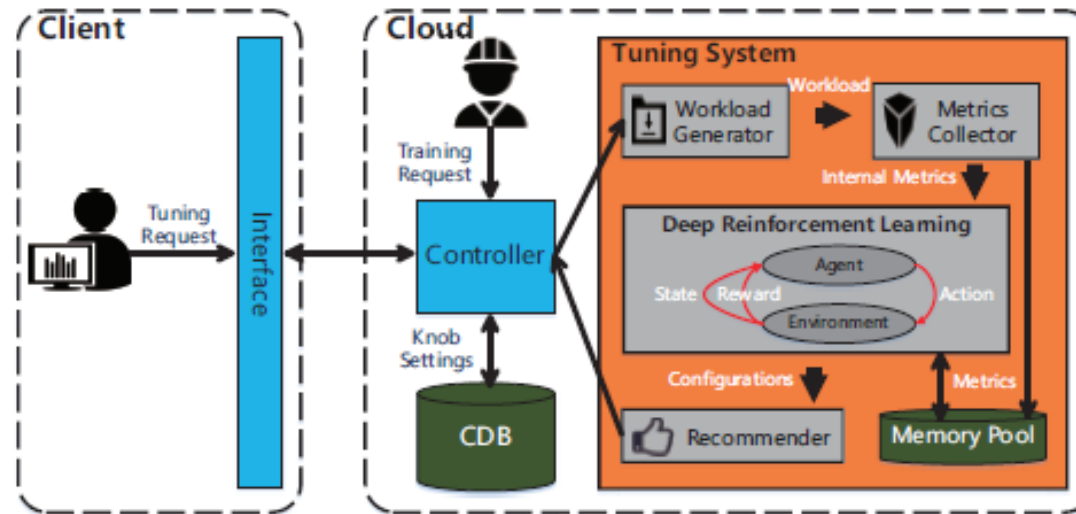 Client
Cloud
Tuning System
Workload
Workload
Generator
Metrics
Collector
Training
Request
Internal Metrics
Tuning
Request
Interface
Controller
Deep Reinforcement Learning
Agent
State
Reward
Action
Environment
Knob
Settings
Configurations
Metrics
CDB
Recommender
Memory Pool